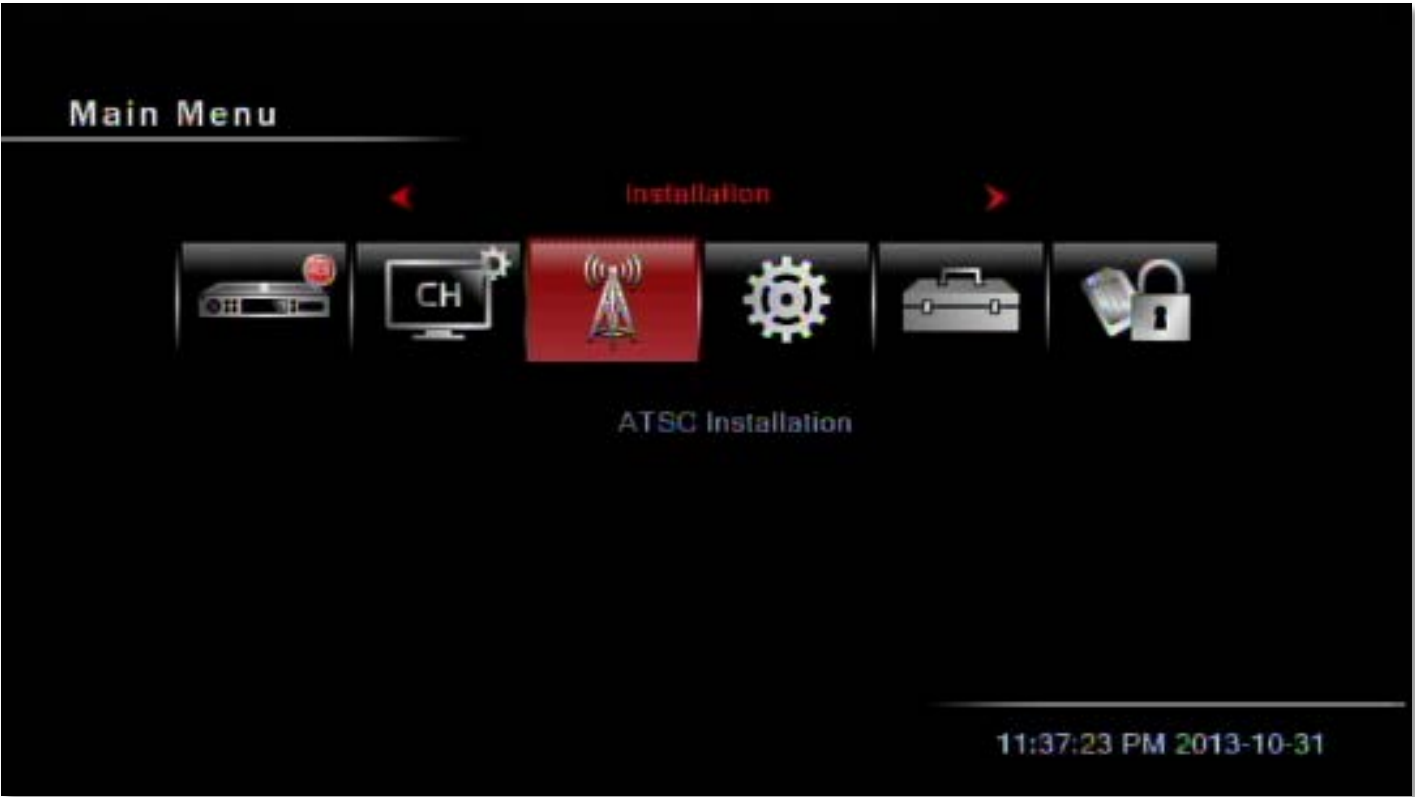 Main Menu
Installation
CH
ATSC Installation
11:37:23 PM 2013-10-31